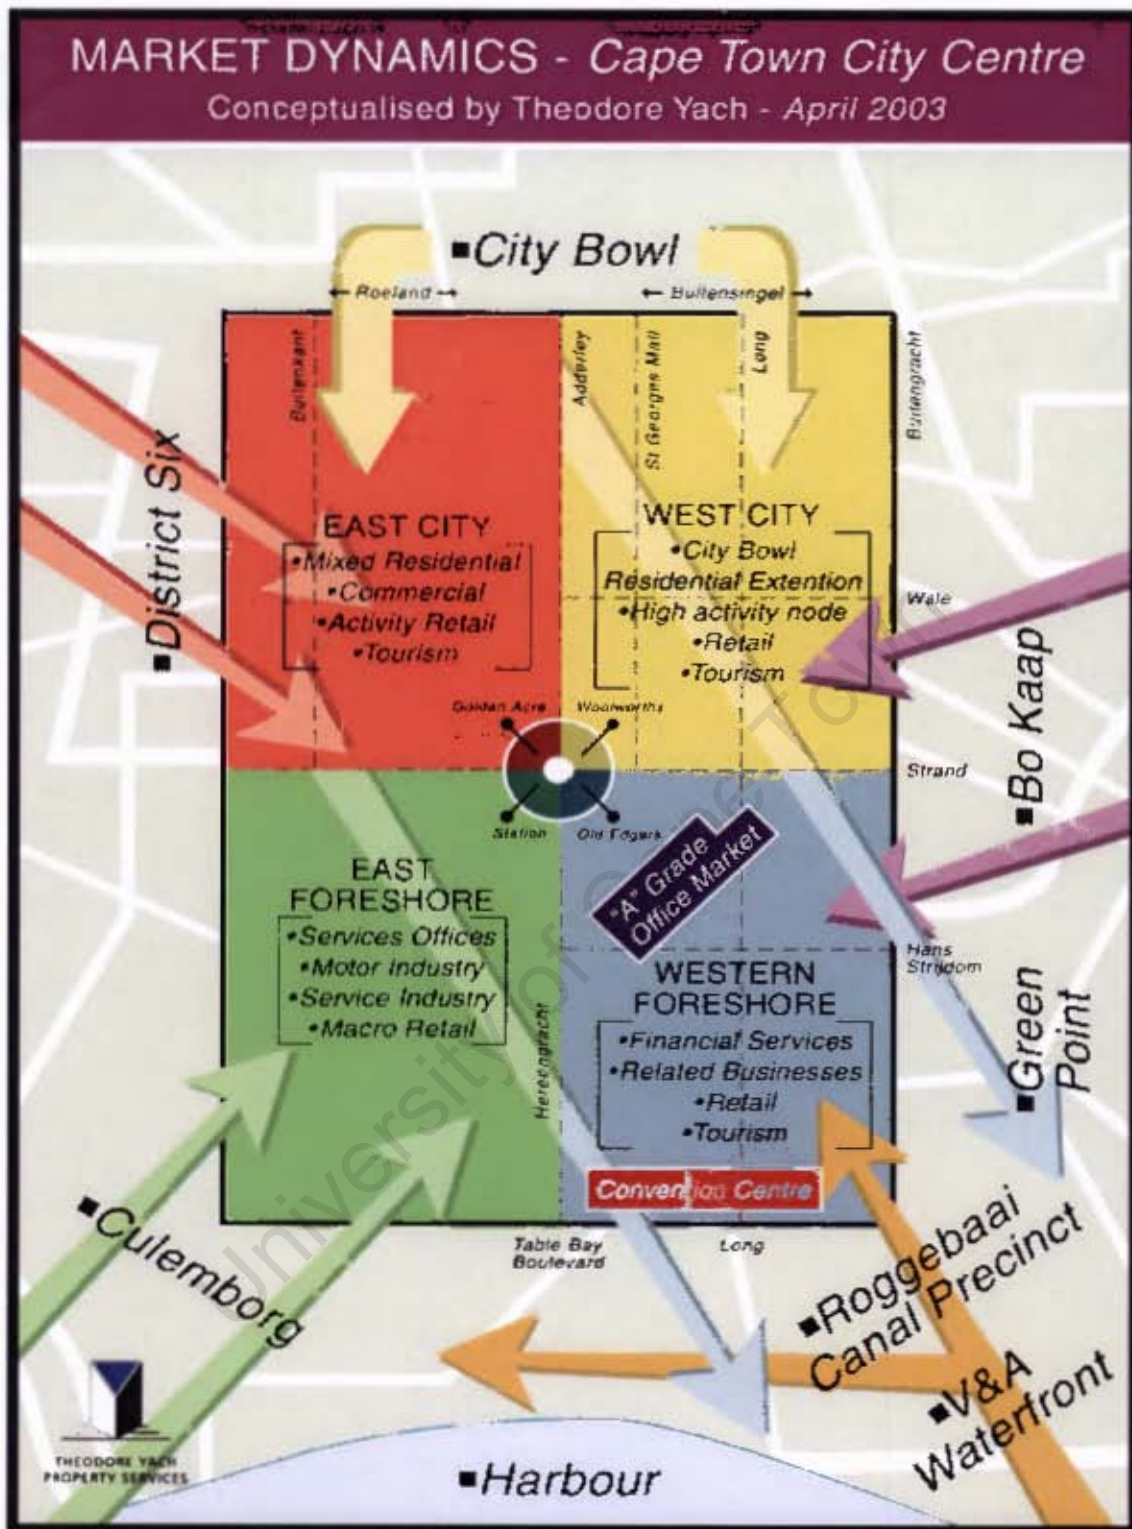 MARKET DYNAMICS - Cape Town City Centre
Conceptualised by Theodore Yach - April 2003
▪City Bowl
Roeland
Buitensingel
Buitenkant
Adderley
St Georges Mall
Long
Buitengracht
▪District Six
EAST CITY
•Mixed Residential
•Commercial
•Activity Retail
•Tourism
WEST CITY
•City Bowl
Residential Extention
•High activity node
•Retail
•Tourism
Wale
▪Bo Kaap
Golden Acre
Woolworths
Strand
Station
Old Edgars
"A" Grade
Office Market
EAST
FORESHORE
•Services Offices
•Motor Industry
•Service Industry
•Macro Retail
Heerengracht
WESTERN
FORESHORE
•Financial Services
•Related Businesses
•Retail
•Tourism
Hans
Strijdom
▪Green
Point
Convention Centre
Table Bay
Boulevard
Long
▪Culemborg
▪Roggebaai
Canal Precinct
▪V&A
Waterfront
▪Harbour
THEODORE YACH
PROPERTY SERVICES
University of Cape Town